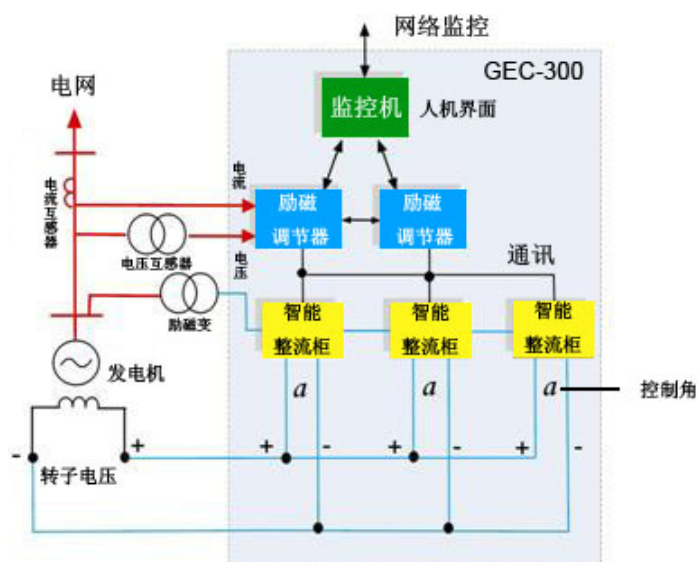 网络监控
GEC-300
电网
监控机
人机界面
电流互感器
电流
励磁
调节器
励磁
调节器
电压互感器
电压
通讯
励磁变
智能
整流柜
智能
整流柜
智能
整流柜
发电机
a
a
a
控制角
-
+
+
-
+
-
+
-
转子电压